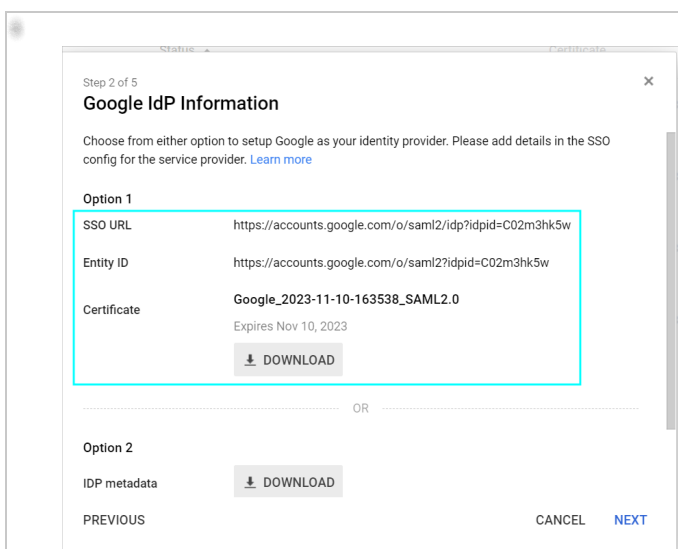 Status
Certificate
Step 2 of 5
Google IdP Information
Choose from either option to setup Google as your identity provider. Please add details in the SSO
config for the service provider. Learn more
Option 1
SSO URL https://accounts.google.com/o/saml2/idp?idpid=C02m3hk5w
Entity ID https://accounts.google.com/o/saml2?idpid=C02m3hk5w
Certificate Google_2023-11-10-163538_SAML2.0
Expires Nov 10, 2023
DOWNLOAD
OR
Option 2
IDP metadata DOWNLOAD
PREVIOUS CANCEL NEXT